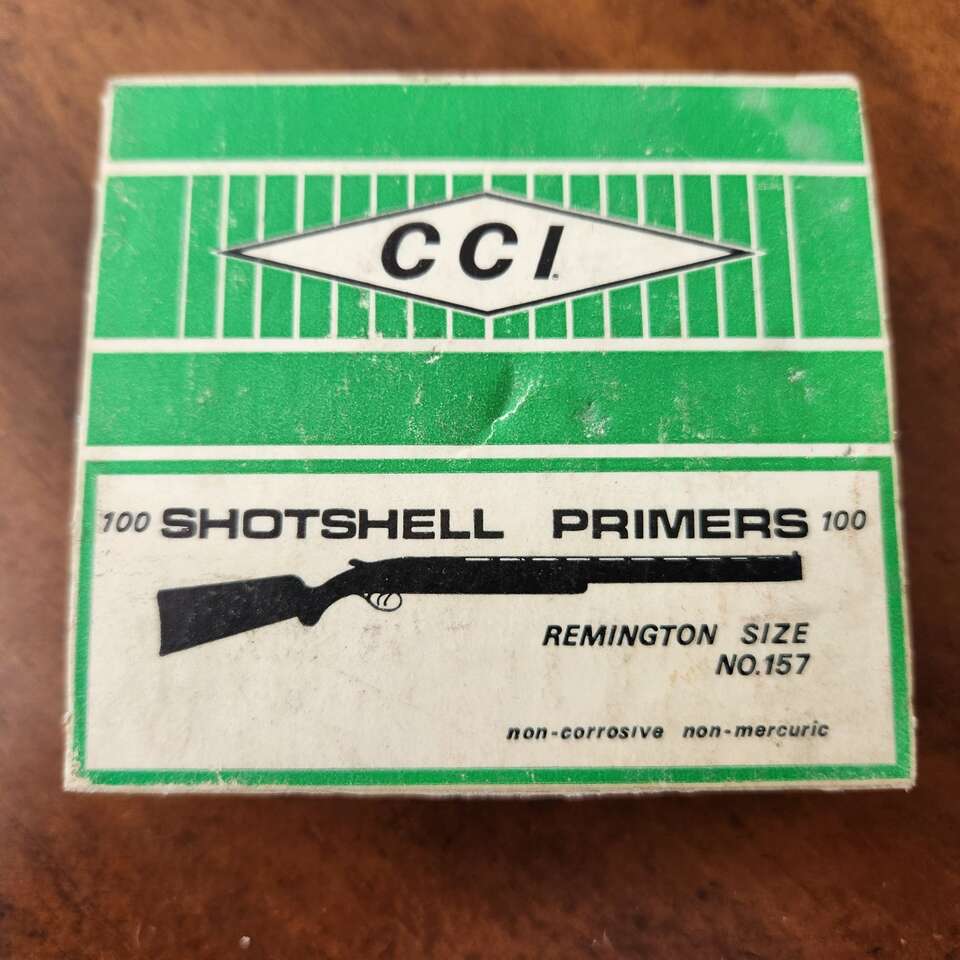 CCI
100 SHOTSHELL PRIMERS 100
REMINGTON SIZE
NO.157
non-corrosive non-mercuric